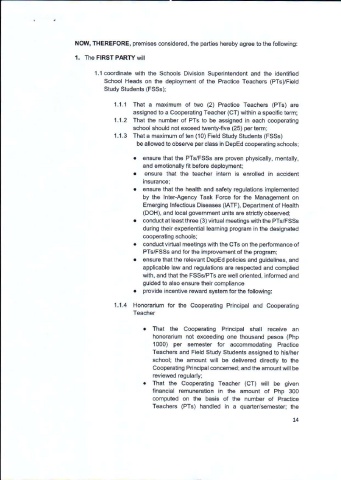 NOW, THEREFORE, premises considered, the parties hereby agree to the following:
1. The FIRST PARTY will
1.1 coordinate with the Schools Division Superintendent and the identified
School Heads on the deployment of the Practice Teachers (PTs)/Field
Study Students (FSSs);
1.1.1 That a maximum of two (2) Practice Teachers (PTs) are
assigned to a Cooperating Teacher (CT) within a specific term;
1.1.2 That the number of PTs to be assigned in each cooperating
school should not exceed twenty-five (25) per term;
1.1.3 That a maximum of ten (10) Field Study Students (FSSs)
be allowed to observe per class in DepEd cooperating schools;
• ensure that the PTs/FSSs are proven physically, mentally,
and emotionally fit before deployment;
• ensure that the teacher intern is enrolled in accident
insurance;
• ensure that the health and safety regulations implemented
by the Inter-Agency Task Force for the Management on
Emerging Infectious Diseases (IATF), Department of Health
(DOH), and local government units are strictly observed;
• conduct at least three (3) virtual meetings with the PTs/FSSs
during their experiential learning program in the designated
cooperating schools;
• conduct virtual meetings with the CTs on the performance of
PTs/FSSs and for the improvement of the program;
• ensure that the relevant DepEd policies and guidelines, and
applicable law and regulations are respected and complied
with, and that the FSSs/PTs are well oriented, informed and
guided to also ensure their compliance
• provide incentive reward system for the following:
1.1.4 Honorarium for the Cooperating Principal and Cooperating
Teacher
• That the Cooperating Principal shall receive an
honorarium not exceeding one thousand pesos (Php
1000) per semester for accommodating Practice
Teachers and Field Study Students assigned to his/her
school; the amount will be delivered directly to the
Cooperating Principal concerned; and the amount will be
reviewed regularly;
• That the Cooperating Teacher (CT) will be given
financial remuneration in the amount of Php 300
computed on the basis of the number of Practice
Teachers (PTs) handled in a quarter/semester; the
14